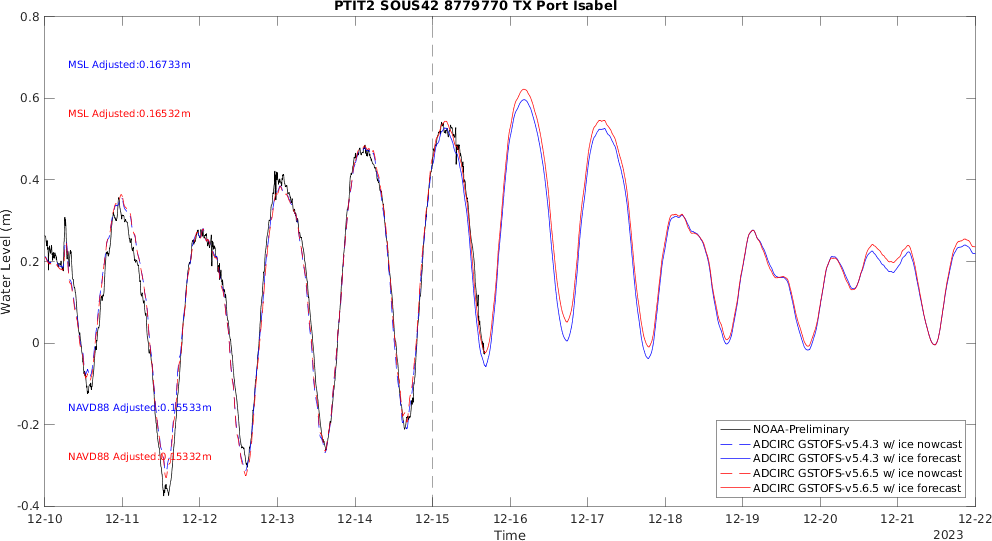 PTIT2 SOUS42 8779770 TX Port Isabel
Water Level (m)
0.8
0.6
0.4
0.2
0
-0.2
-0.4
MSL Adjusted:0.16733m
MSL Adjusted:0.16532m
NAVD88 Adjusted:0.15533m
NAVD88 Adjusted:0.15332m
NOAA-Preliminary
ADCIRC GSTOFS-v5.4.3 w/ ice nowcast
ADCIRC GSTOFS-v5.4.3 w/ ice forecast
ADCIRC GSTOFS-v5.6.5 w/ ice nowcast
ADCIRC GSTOFS-v5.6.5 w/ ice forecast
12-10 12-11 12-12 12-13 12-14 12-15 12-16 12-17 12-18 12-19 12-20 12-21 12-22
Time
2023